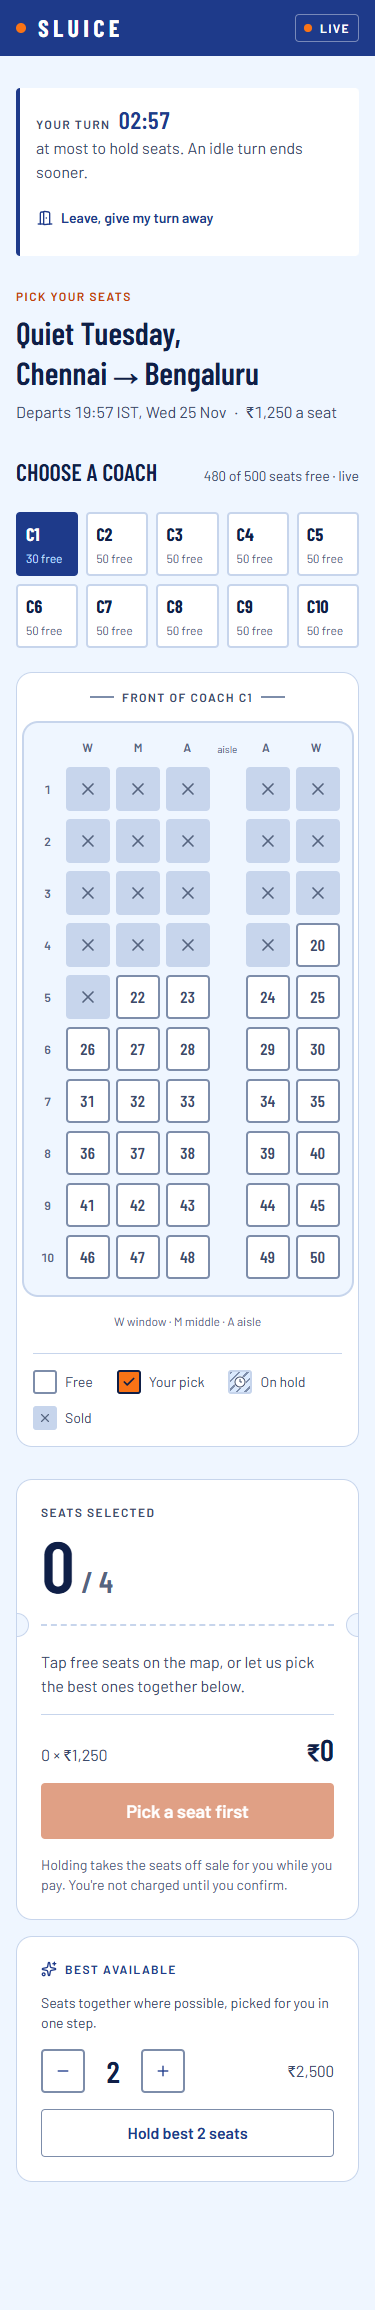 SLUICE
LIVE
YOUR TURN 02:57
at most to hold seats. An idle turn ends
sooner.
Leave, give my turn away
PICK YOUR SEATS
Quiet Tuesday,
Chennai → Bengaluru
Departs 19:57 IST, Wed 25 Nov · ₹1,250 a seat
CHOOSE A COACH
480 of 500 seats free · live
C1 C2 C3 C4 C5
30 free 50 free 50 free 50 free 50 free
C6 C7 C8 C9 C10
50 free 50 free 50 free 50 free 50 free
FRONT OF COACH C1
W M A aisle A W
1
2
3
4 20
5 22 23 24 25
6 26 27 28 29 30
7 31 32 33 34 35
8 36 37 38 39 40
9 41 42 43 44 45
10 46 47 48 49 50
W window · M middle · A aisle
Free Your pick On hold
Sold
SEATS SELECTED
0 / 4
Tap free seats on the map, or let us pick
the best ones together below.
0 × ₹1,250 ₹0
Pick a seat first
Holding takes the seats off sale for you while you
pay. You're not charged until you confirm.
BEST AVAILABLE
Seats together where possible, picked for you in
one step.
− 2 + ₹2,500
Hold best 2 seats